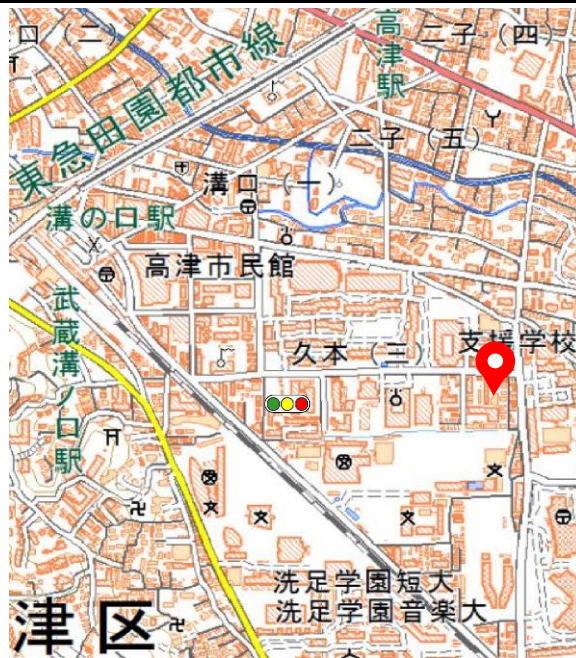 口（二）
二子（四）
高津駅
東急田園都市線
二子（五）
溝口（一）
溝の口駅
高津市民館
武蔵溝ノ口駅
久本（三）
支援学校
洗足学園短大
洗足学園音楽大
津区